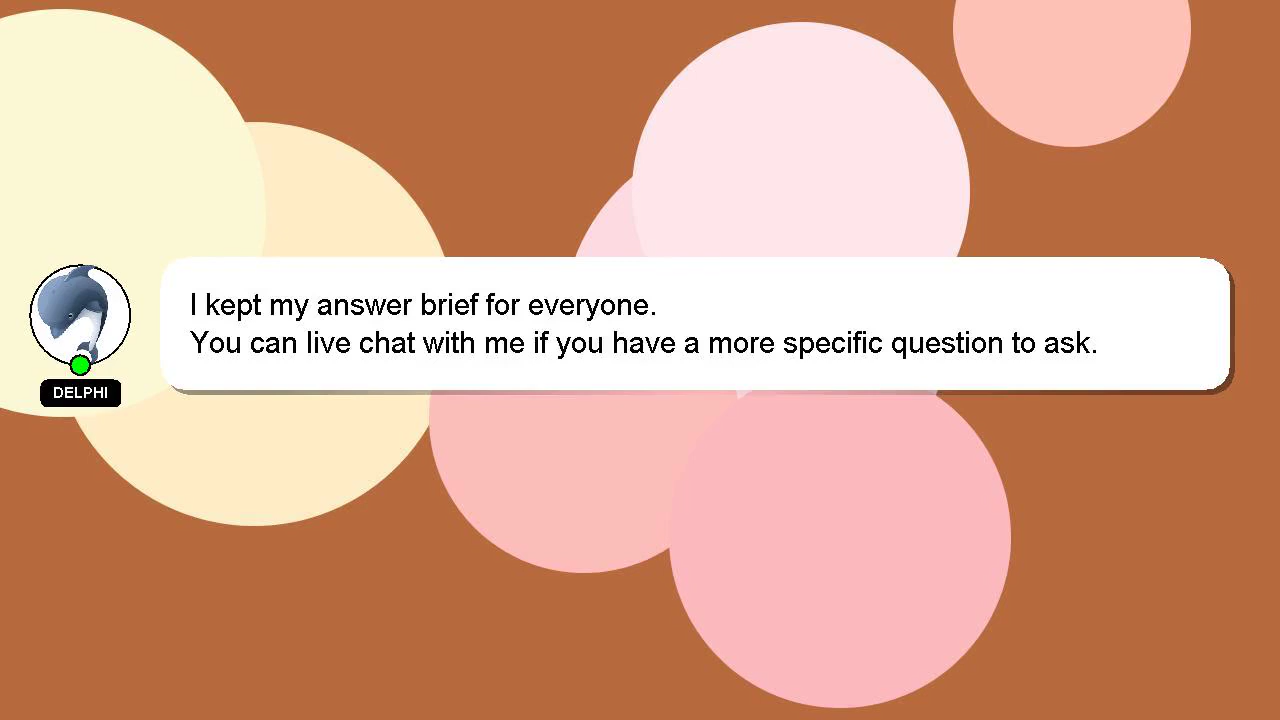 I kept my answer brief for everyone.
You can live chat with me if you have a more specific question to ask.
DELPHI